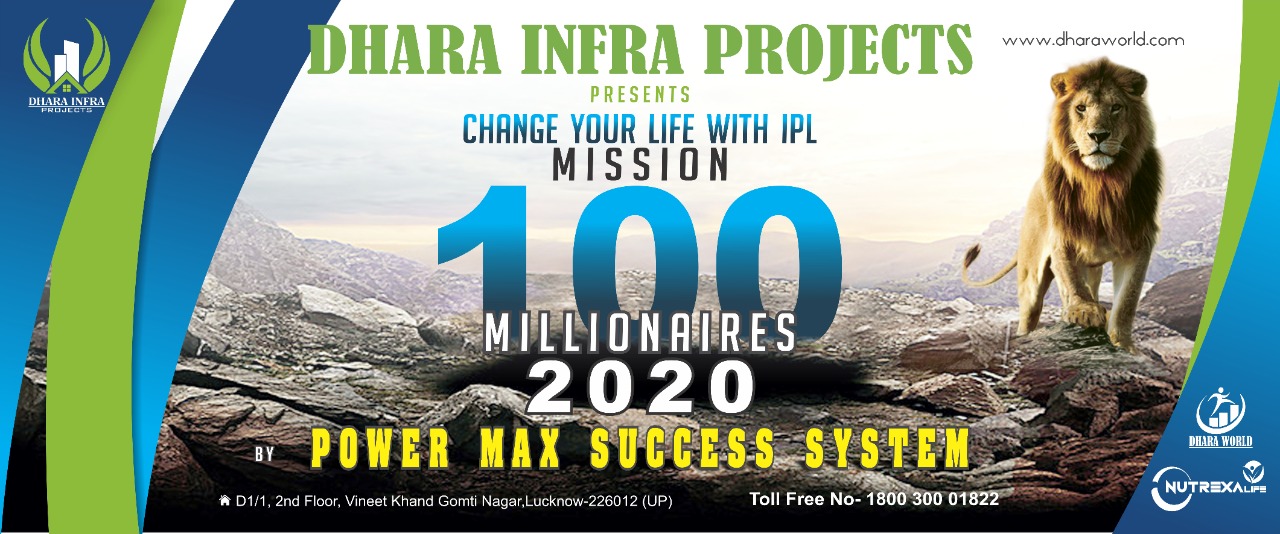 DHARA INFRA PROJECTS
www.dharaworld.com
DHARA INFRA
PROJECTS
PRESENTS
CHANGE YOUR LIFE WITH IPL
MISSION
100
MILLIONAIRES
2020
BY POWER MAX SUCCESS SYSTEM
DHARA WORLD
NUTREXA LIFE
D1/1, 2nd Floor, Vineet Khand Gomti Nagar,Lucknow-226012 (UP)
Toll Free No- 1800 300 01822